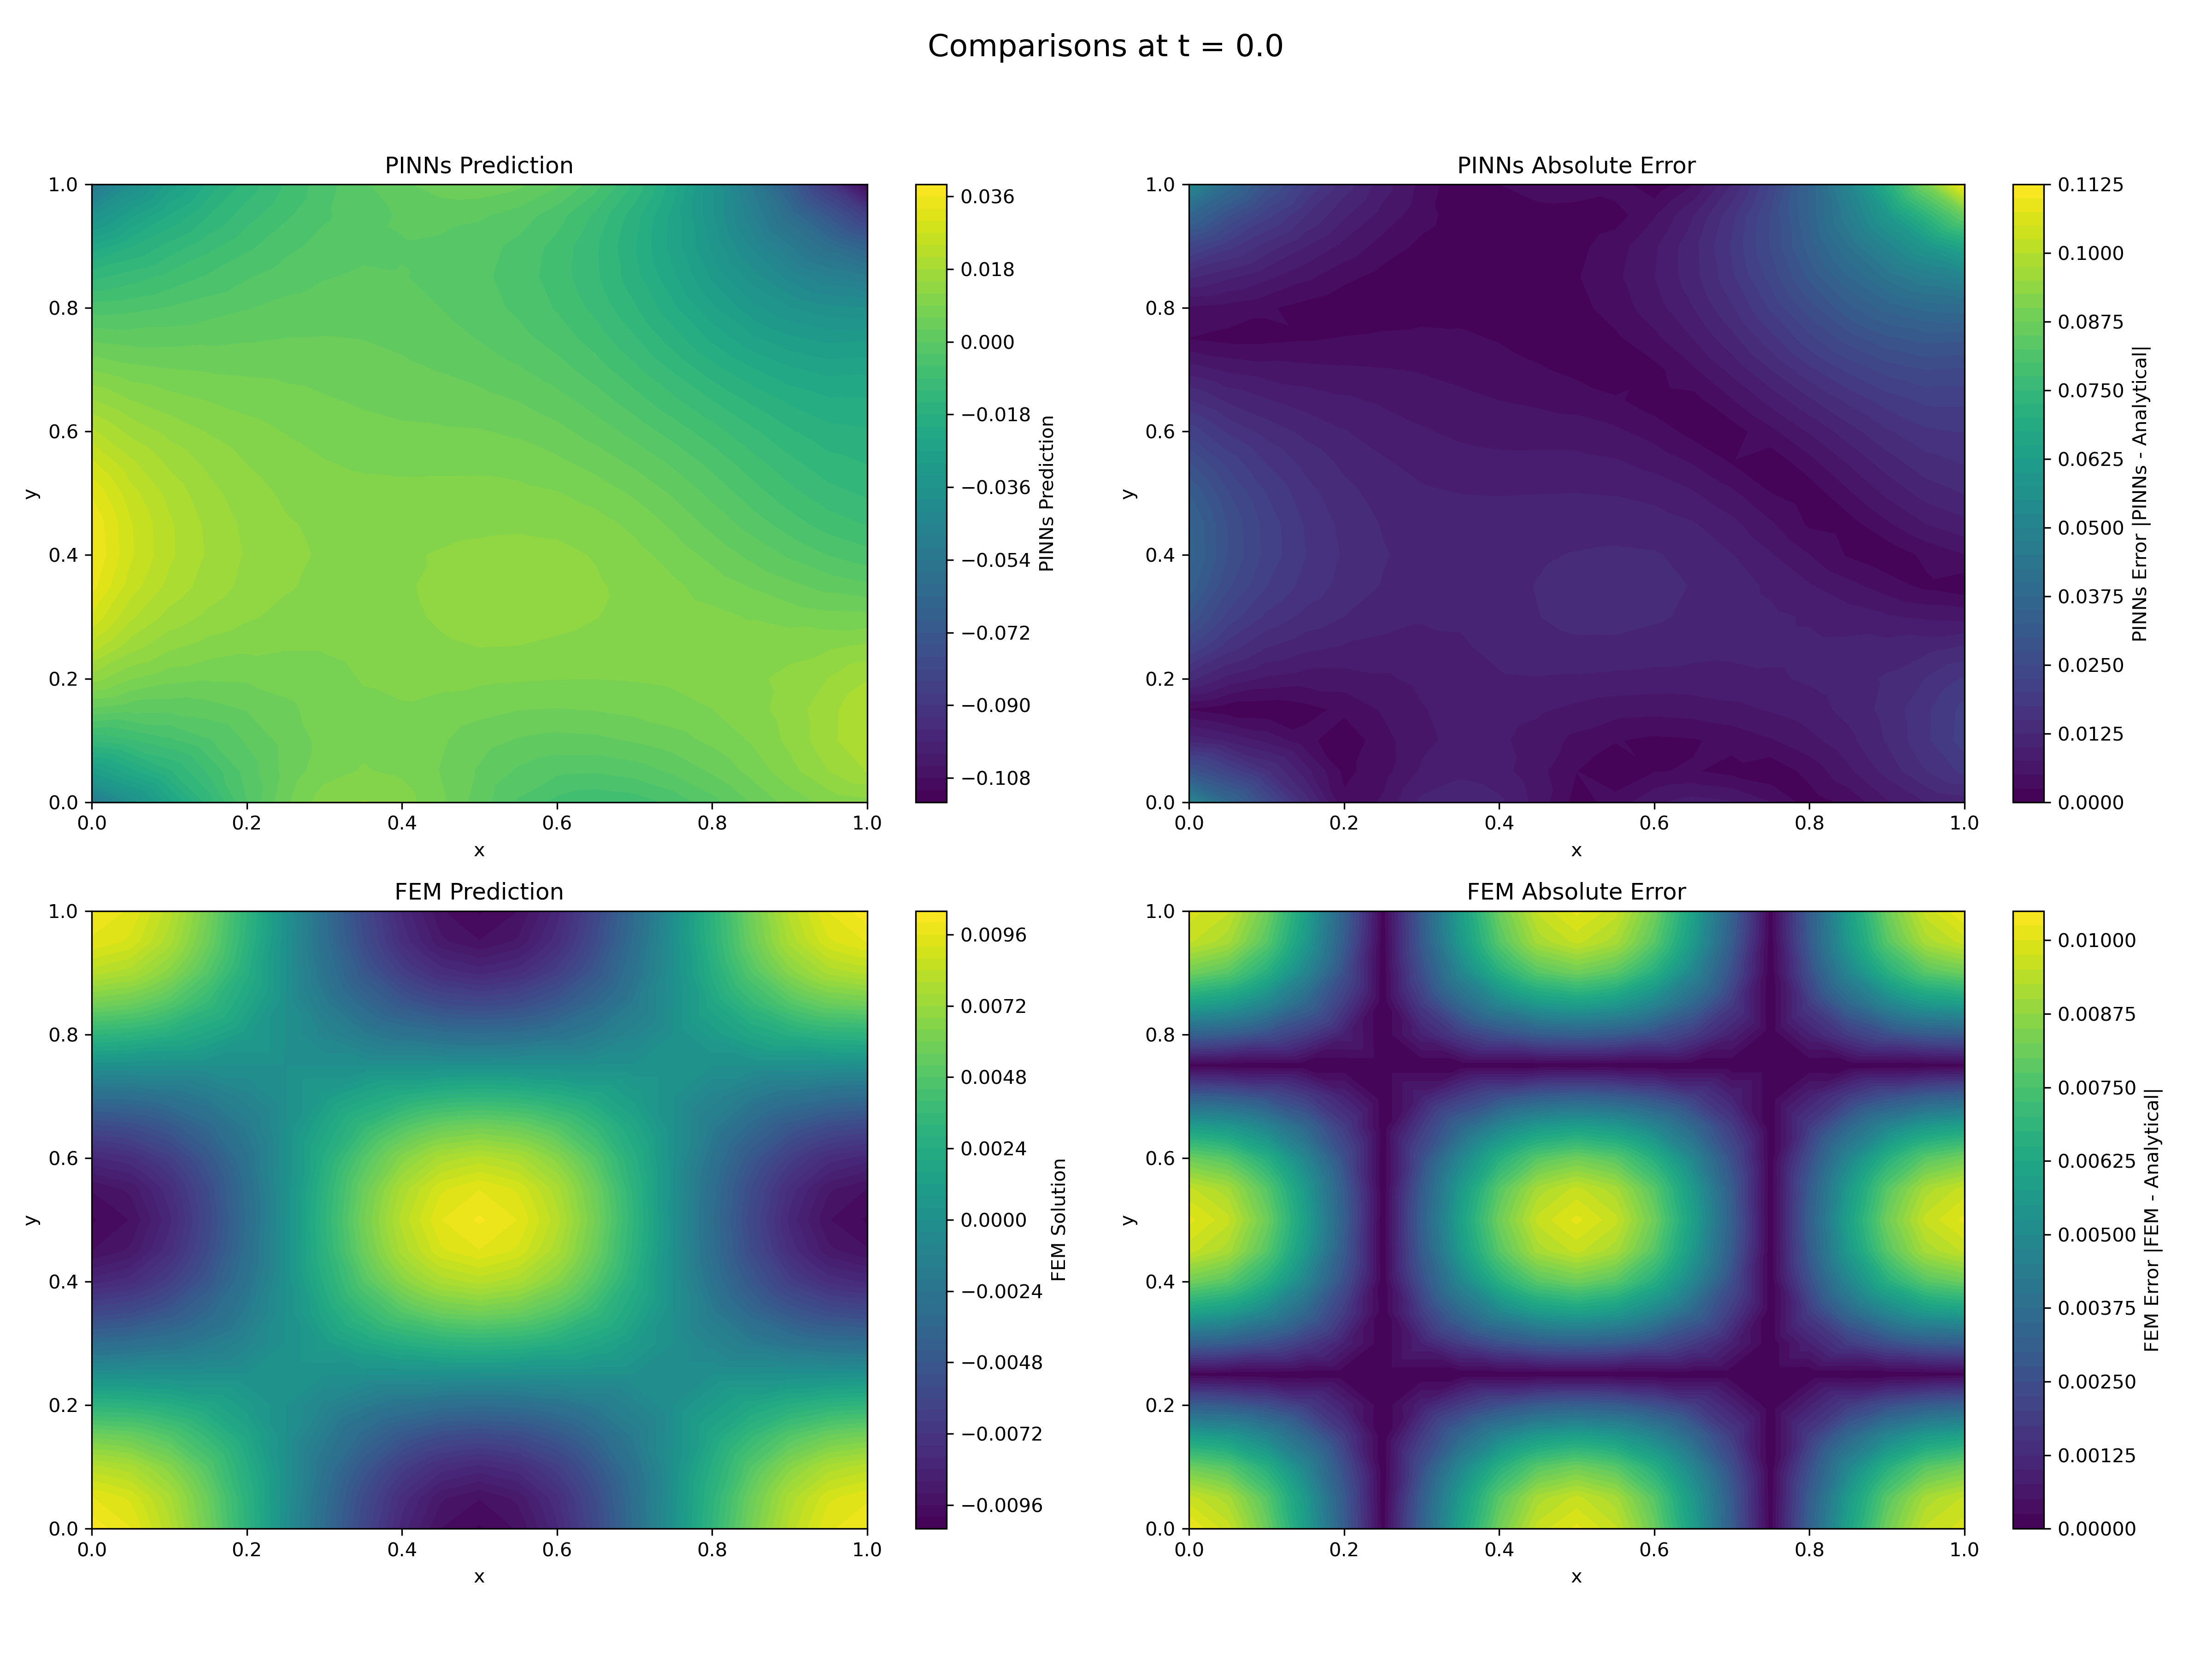 Comparisons at t = 0.0
PINNs Prediction
1.0
0.8
0.6
0.4
0.2
0.0
y
0.0 0.2 0.4 0.6 0.8 1.0
x
0.036
0.018
0.000
−0.018
−0.036
−0.054
−0.072
−0.090
−0.108
PINNs Prediction
PINNs Absolute Error
1.0
0.8
0.6
0.4
0.2
0.0
y
0.0 0.2 0.4 0.6 0.8 1.0
x
0.1125
0.1000
0.0875
0.0750
0.0625
0.0500
0.0375
0.0250
0.0125
0.0000
PINNs Error |PINNs - Analytical|
FEM Prediction
1.0
0.8
0.6
0.4
0.2
0.0
y
0.0 0.2 0.4 0.6 0.8 1.0
x
0.0096
0.0072
0.0048
0.0024
0.0000
−0.0024
−0.0048
−0.0072
−0.0096
FEM Solution
FEM Absolute Error
1.0
0.8
0.6
0.4
0.2
0.0
y
0.0 0.2 0.4 0.6 0.8 1.0
x
0.01000
0.00875
0.00750
0.00625
0.00500
0.00375
0.00250
0.00125
0.00000
FEM Error |FEM - Analytical|